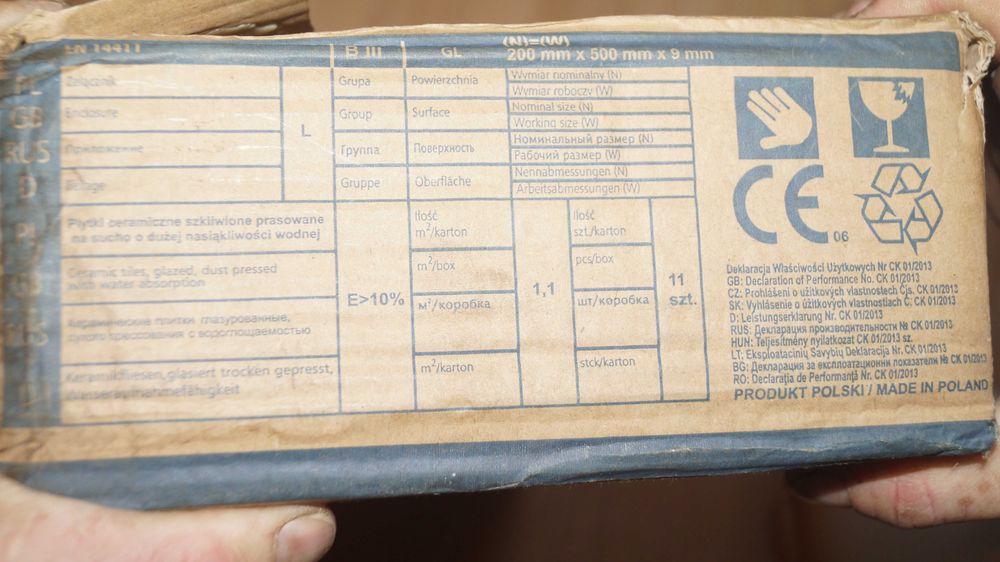 EN 14411
B III
GL
(N)=(W)
200 mm x 500 mm x 9 mm
Załącznik
Enclosure
Приложение
L
Grupa
Group
Группа
Gruppe
Powierzchnia
Surface
Поверхность
Oberfläche
Wymiar nominalny (N)
Wymiar roboczy (W)
Nominal size (N)
Working size (W)
Номинальный размер (N)
Рабочий размер (W)
Nennabmessungen (N)
Arbeitsabmessungen (W)
GB
RUS
D
Płytki ceramiczne szkliwione prasowane
na sucho o dużej nasiąkliwości wodnej
Ceramic tiles, glazed, dust pressed
with water absorption
Керамические плитки глазурованные,
прессования с водопоглощаемостью
Keramikfliesen, glasiert trocken gepresst,
Wasseraufnahmefähigkeit
E>10%
Ilość
m²/karton
m²/box
м²/коробка
m²/karton
1,1
Ilość
szt./karton
pcs/box
шт/коробка
stck/karton
11
szt.
CE
06
Deklaracja Właściwości Użytkowych Nr CK 01/2013
GB: Declaration of Performance No. CK 01/2013
CZ: Prohlášení o užitkových vlastnostech Čjs. CK 01/2013
SK: Vyhlásenie o úžitkových vlastnostiach Č. CK 01/2013
D: Leistungserklärung Nr. CK 01/2013
RUS: Декларация производительности № CK 01/2013
HUN: Teljesítmény nyilatkozat CK 01/2013 sz.
LT: Eksploatacinių Savybių Deklaracija Nr. CK 01/2013
BG: Декларация за експлоатационни показатели № CK 01/2013
RO: Declarația de Performanță Nr. CK 01/2013
PRODUKT POLSKI / MADE IN POLAND